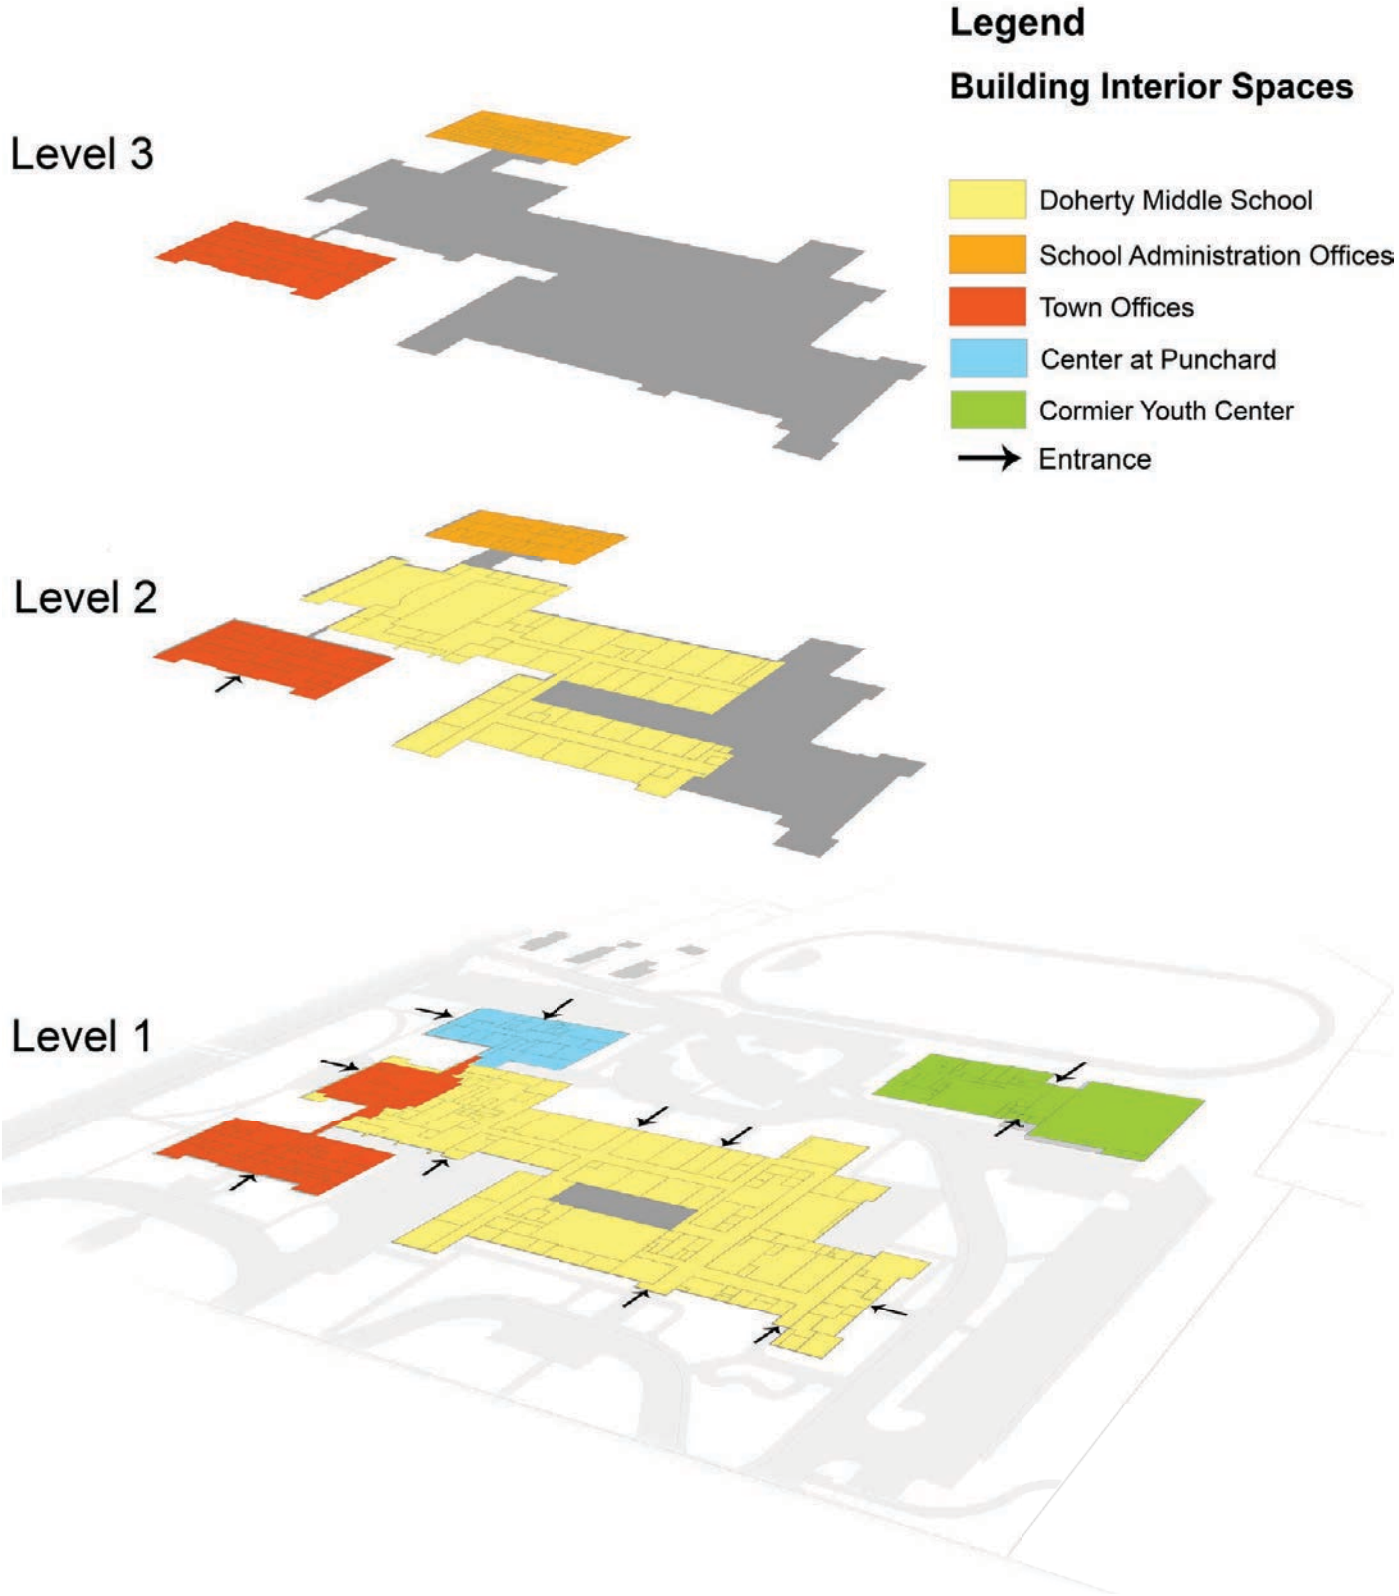 Legend
Building Interior Spaces
Level 3
Doherty Middle School
School Administration Offices
Town Offices
Center at Punchard
Cormier Youth Center
Entrance
Level 2
Level 1